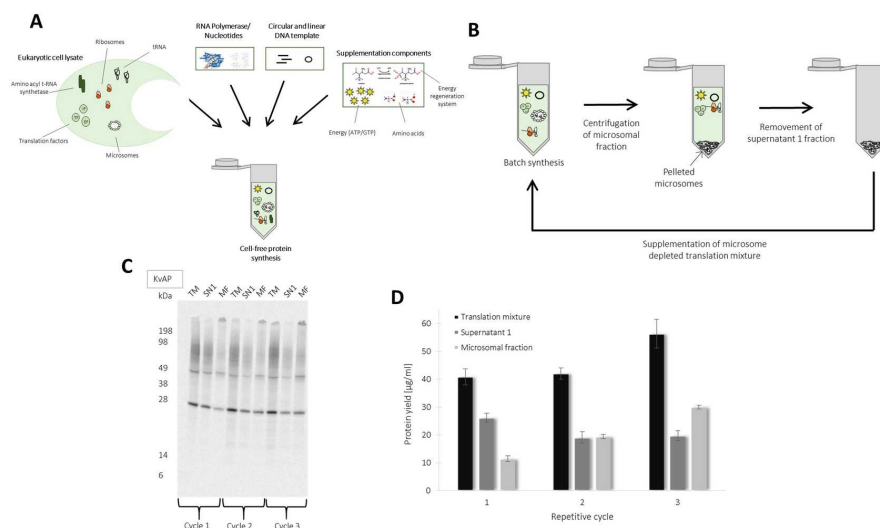 A
Eukaryotic cell lysate
Ribosomes
tRNA
Amino acyl t-RNA
synthetase
Translation factors
Microsomes
RNA Polymerase/
Nucleotides
Circular and linear
DNA template
Supplementation components
Energy
regeneration
system
Energy (ATP/GTP)
Amino acids
Cell-free protein
synthesis
B
Batch synthesis
Centrifugation
of microsomal
fraction
Pelleted
microsomes
Removement of
supernatant 1 fraction
Supplementation of microsome
depleted translation mixture
C
KvAP
kDa
TM SN1 MF TM SN1 MF TM SN1 MF
198
98
49
38
28
14
6
Cycle 1 Cycle 2 Cycle 3
D
Translation mixture
Supernatant 1
Microsomal fraction
Protein yield [µg/ml]
60
50
40
30
20
10
0
1 2 3
Repetitive cycle